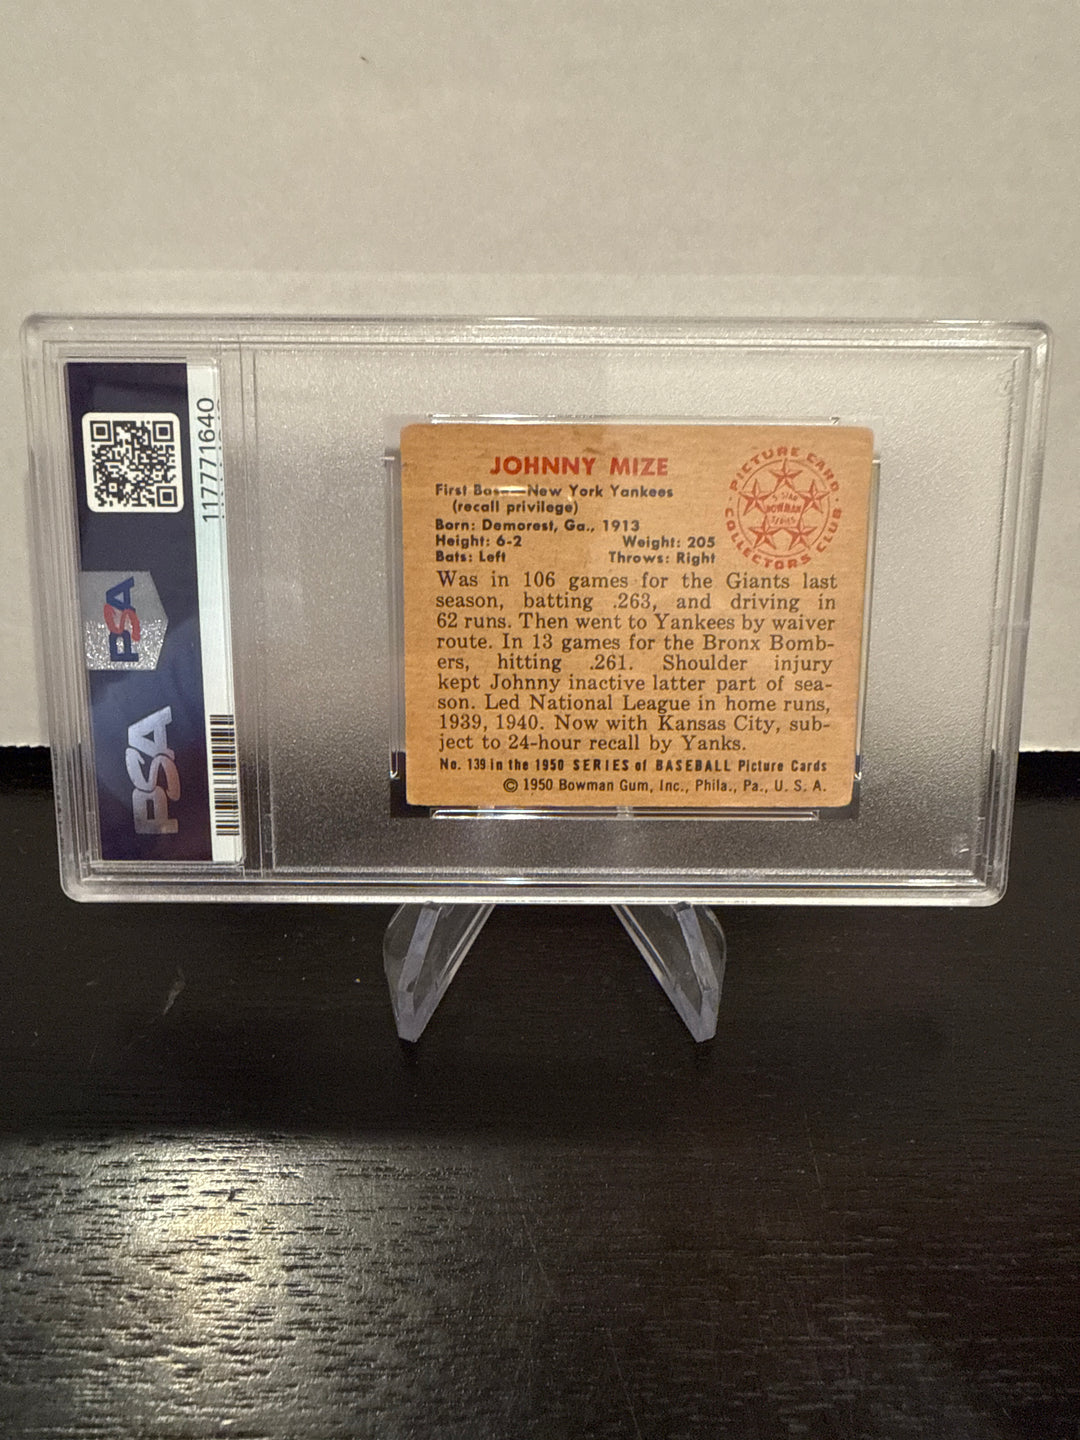 117771640
PSA
PSA
JOHNNY MIZE
First Base—New York Yankees
(recall privilege)
Born: Demorest, Ga., 1913
Height: 6-2 Weight: 205
Bats: Left Throws: Right
PICTURE CARD
COLLECTORS CLUB
5-STAR
BOWMAN
SERIES
Was in 106 games for the Giants last
season, batting .263, and driving in
62 runs. Then went to Yankees by waiver
route. In 13 games for the Bronx Bomb-
ers, hitting .261. Shoulder injury
kept Johnny inactive latter part of sea-
son. Led National League in home runs,
1939, 1940. Now with Kansas City, sub-
ject to 24-hour recall by Yanks.
No. 139 in the 1950 SERIES of BASEBALL Picture Cards
© 1950 Bowman Gum, Inc., Phila., Pa., U. S. A.